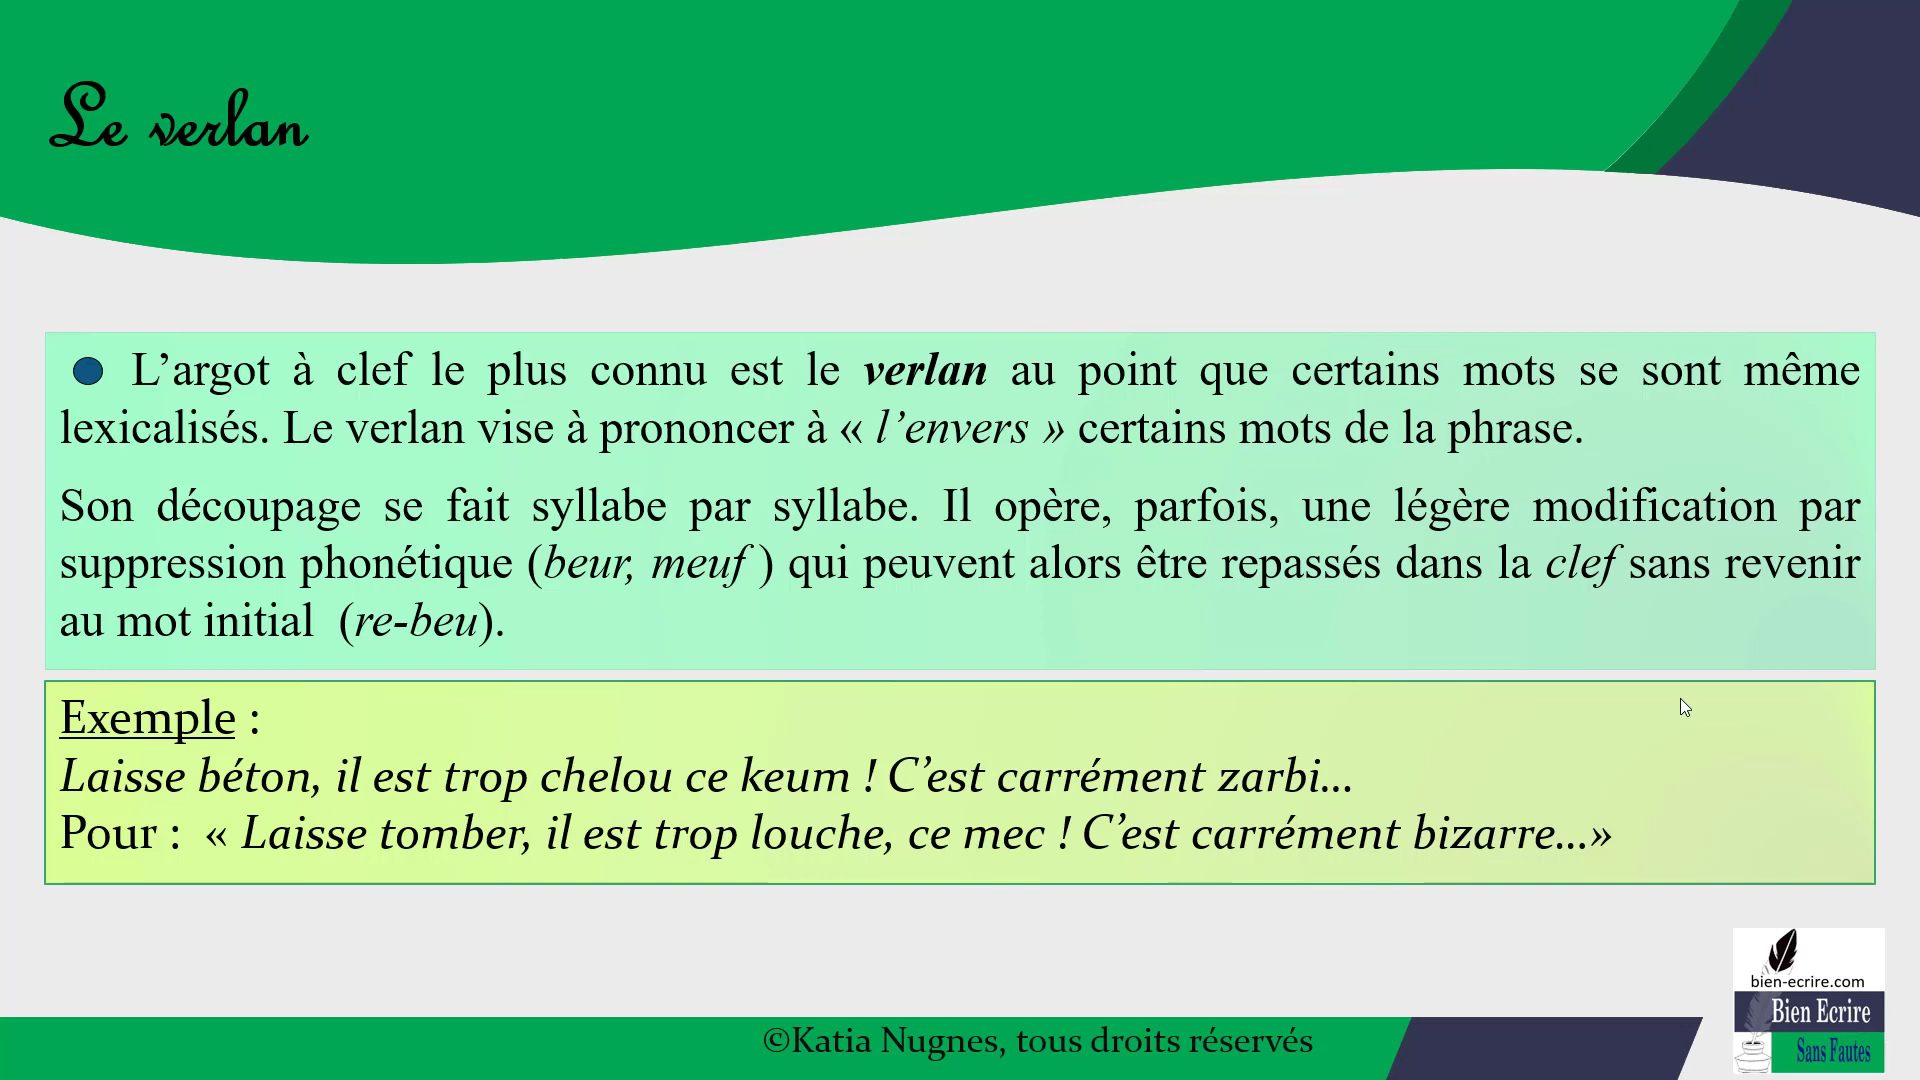 Le verlan
L’argot à clef le plus connu est le verlan au point que certains mots se sont même
lexicalisés. Le verlan vise à prononcer à « l’envers » certains mots de la phrase.
Son découpage se fait syllabe par syllabe. Il opère, parfois, une légère modification par
suppression phonétique (beur, meuf ) qui peuvent alors être repassés dans la clef sans revenir
au mot initial  (re-beu).
Exemple :
Laisse béton, il est trop chelou ce keum ! C’est carrément zarbi…
Pour :  « Laisse tomber, il est trop louche, ce mec ! C’est carrément bizarre…»
bien-ecrire.com
Bien Ecrire
Sans Fautes
©Katia Nugnes, tous droits réservés